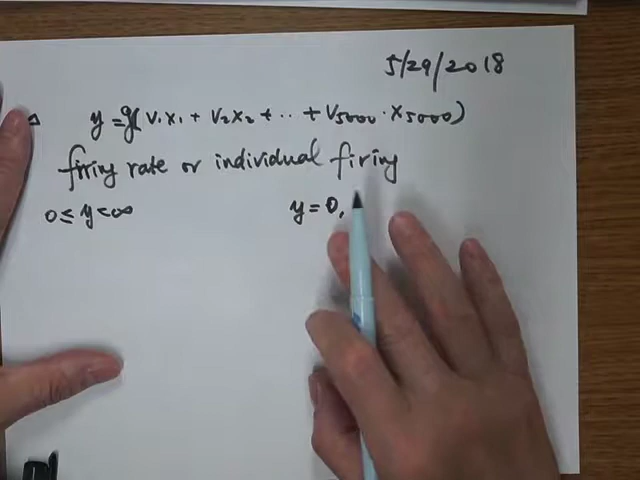 5/29/2018
y = g( v₁x₁ + v₂x₂ + ·· + v₅₀₀₀ · x₅₀₀₀)
firing rate or individual firing
0 ≤ y < ∞ y = 0,